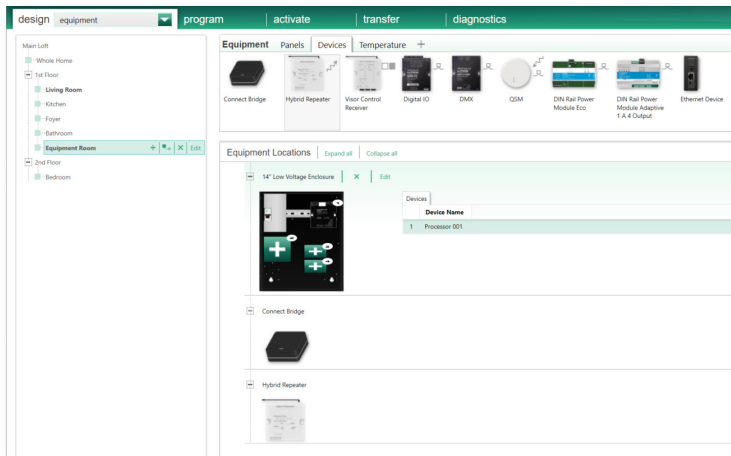 design equipment program activate transfer diagnostics
Main Loft
Whole Home
1st Floor
Living Room
Kitchen
Foyer
Bathroom
Equipment Room + X Edit
2nd Floor
Bedroom
Equipment Panels Devices Temperature +
Connect Bridge
Hybrid Repeater
Visor Control
Receiver
Digital IO
DMX
QSM
DIN Rail Power
Module Eco
DIN Rail Power
Module Adaptive
1 A 4 Output
Ethernet Device
Equipment Locations Expand all Collapse all
14" Low Voltage Enclosure X Edit
Devices
Device Name
1 Processor 001
Connect Bridge
Hybrid Repeater